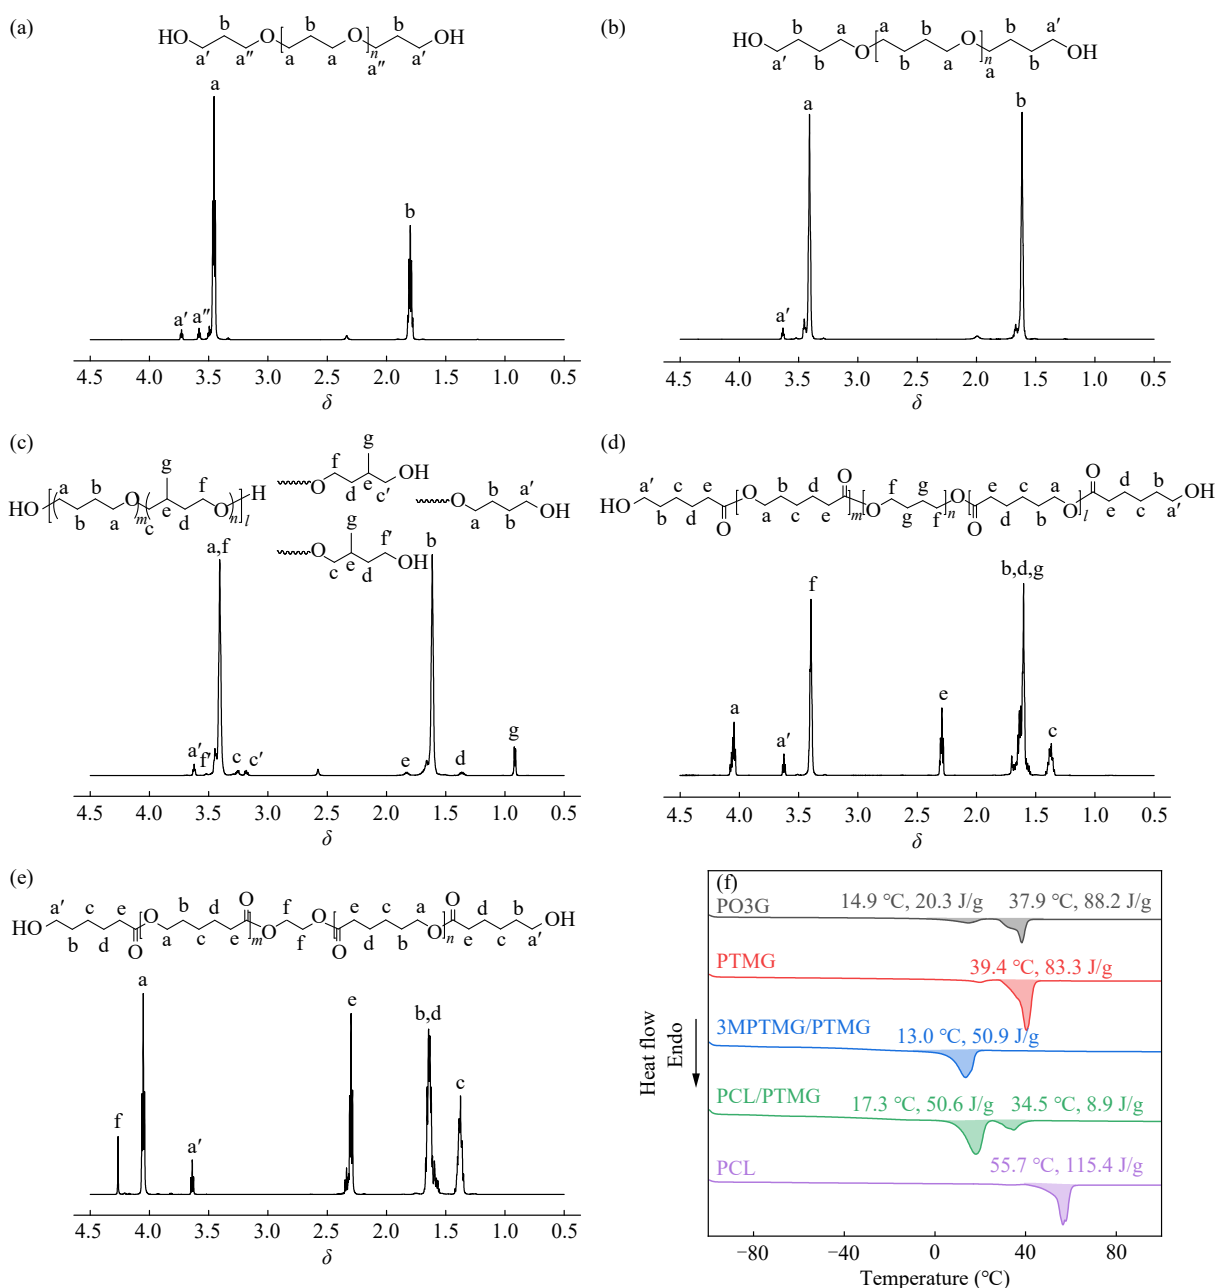 (a)
b b b
HO O O OH
a′ a″ a a n a″ a′
a
b
a′ a″
4.5 4.0 3.5 2.5 2.0 1.5 1.0 0.5
δ
(b)
b a a b b a′
HO O O OH
a′ b b a n a b
a
b
a′
4.5 4.0 3.5 2.5 2.0 1.5 1.0 0.5
δ
(c)
g
f OH
O d e c′
a b g f b a′
HO O O H O OH
b a m c e d n l a b
g
f′
O OH
c e d
a,f
b
a′ f′ c c′ e d g
4.5 4.0 3.5 2.5 2.0 1.5 1.0 0.5
δ
(d)
a′ c e b d O f g e c a O d b OH
HO O O O O
b d O a c e m g f n O d b l e c a′
f
b,d,g
a a′ e c
4.5 4.0 3.5 3.0 2.5 2.0 1.5 1.0 0.5
δ
(e)
O O
a′ c e O b d f O e c a d b OH
HO O O
b d O a c e m f O d b n e c a′
a
e
b,d
c
f
a′
4.5 4.0 3.5 3.0 2.5 2.0 1.5 1.0 0.5
δ
(f)
PO3G 14.9 °C, 20.3 J/g 37.9 °C, 88.2 J/g
PTMG 39.4 °C, 83.3 J/g
3MPTMG/PTMG 13.0 °C, 50.9 J/g
PCL/PTMG 17.3 °C, 50.6 J/g 34.5 °C, 8.9 J/g
PCL 55.7 °C, 115.4 J/g
Heat flow
Endo
−80 −40 0 40 80
Temperature (°C)